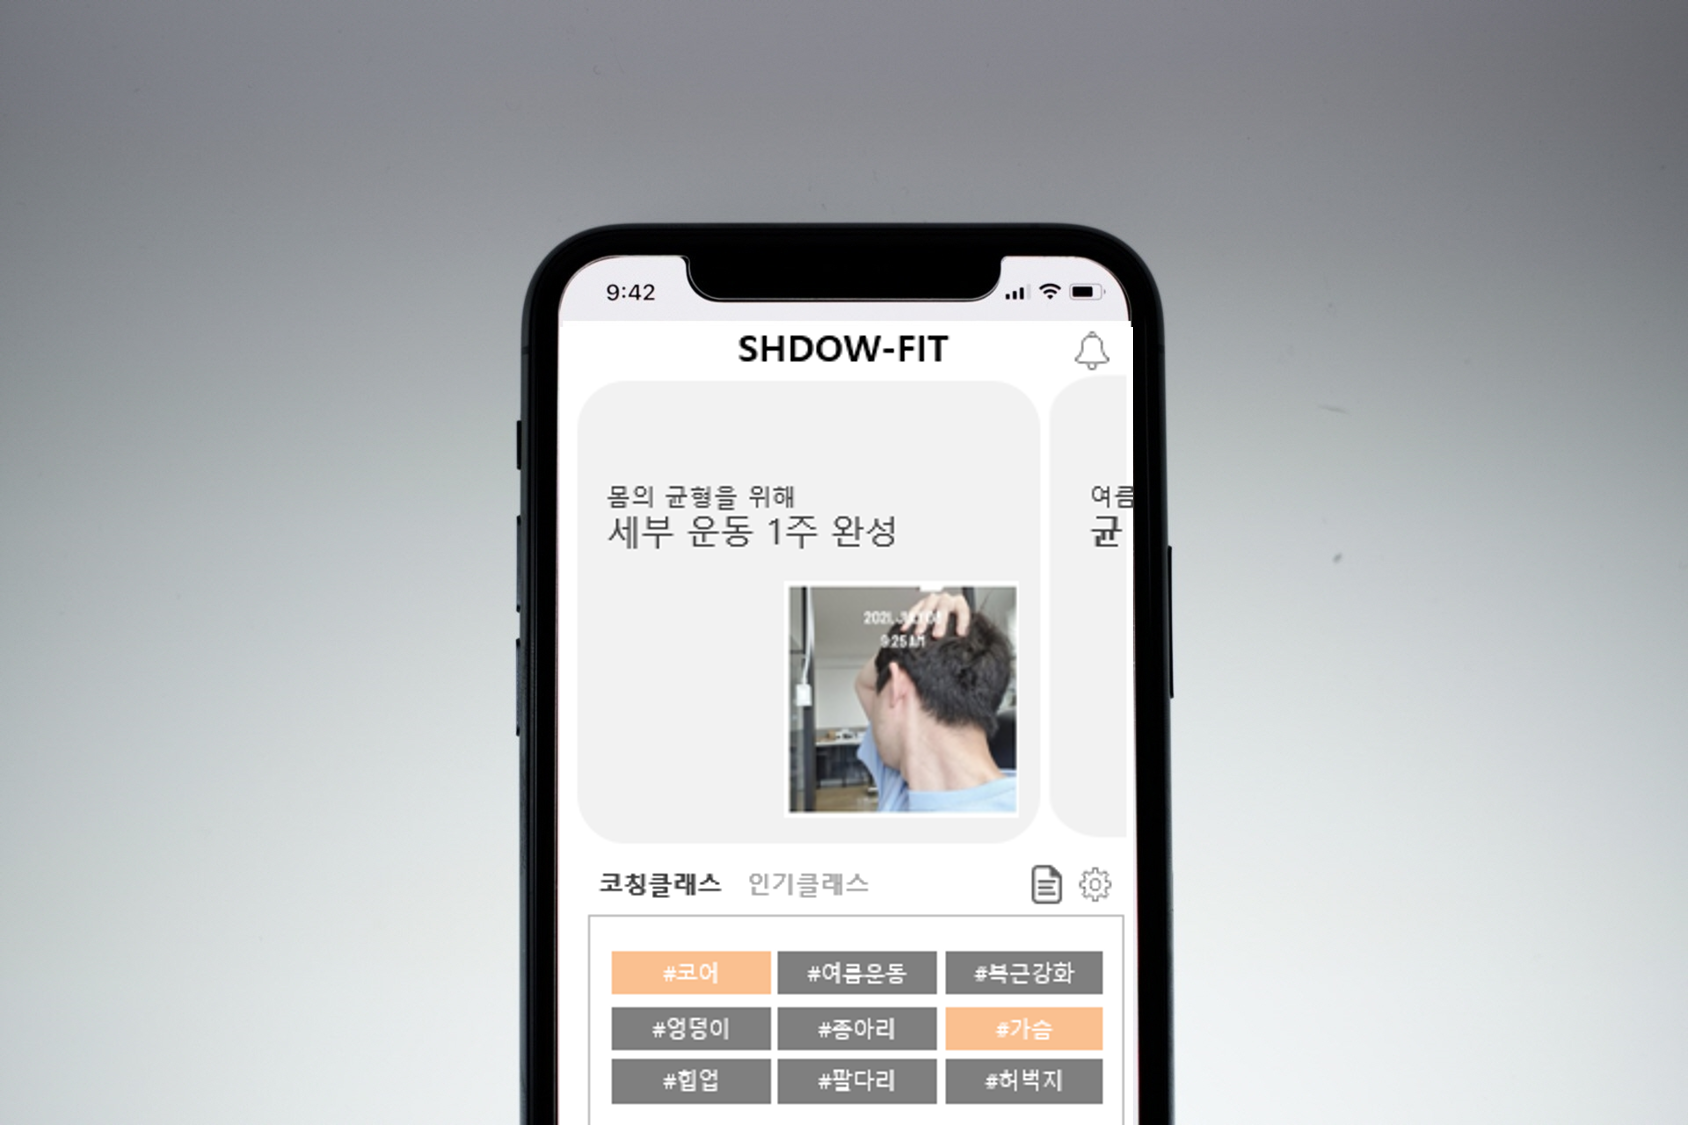 9:42
SHDOW-FIT
몸의 균형을 위해
세부 운동 1주 완성
여름
균
9:25 AM
코칭클래스 인기클래스
#코어 #여름운동 #복근강화
#엉덩이 #종아리 #가슴
#힙업 #팔다리 #허벅지